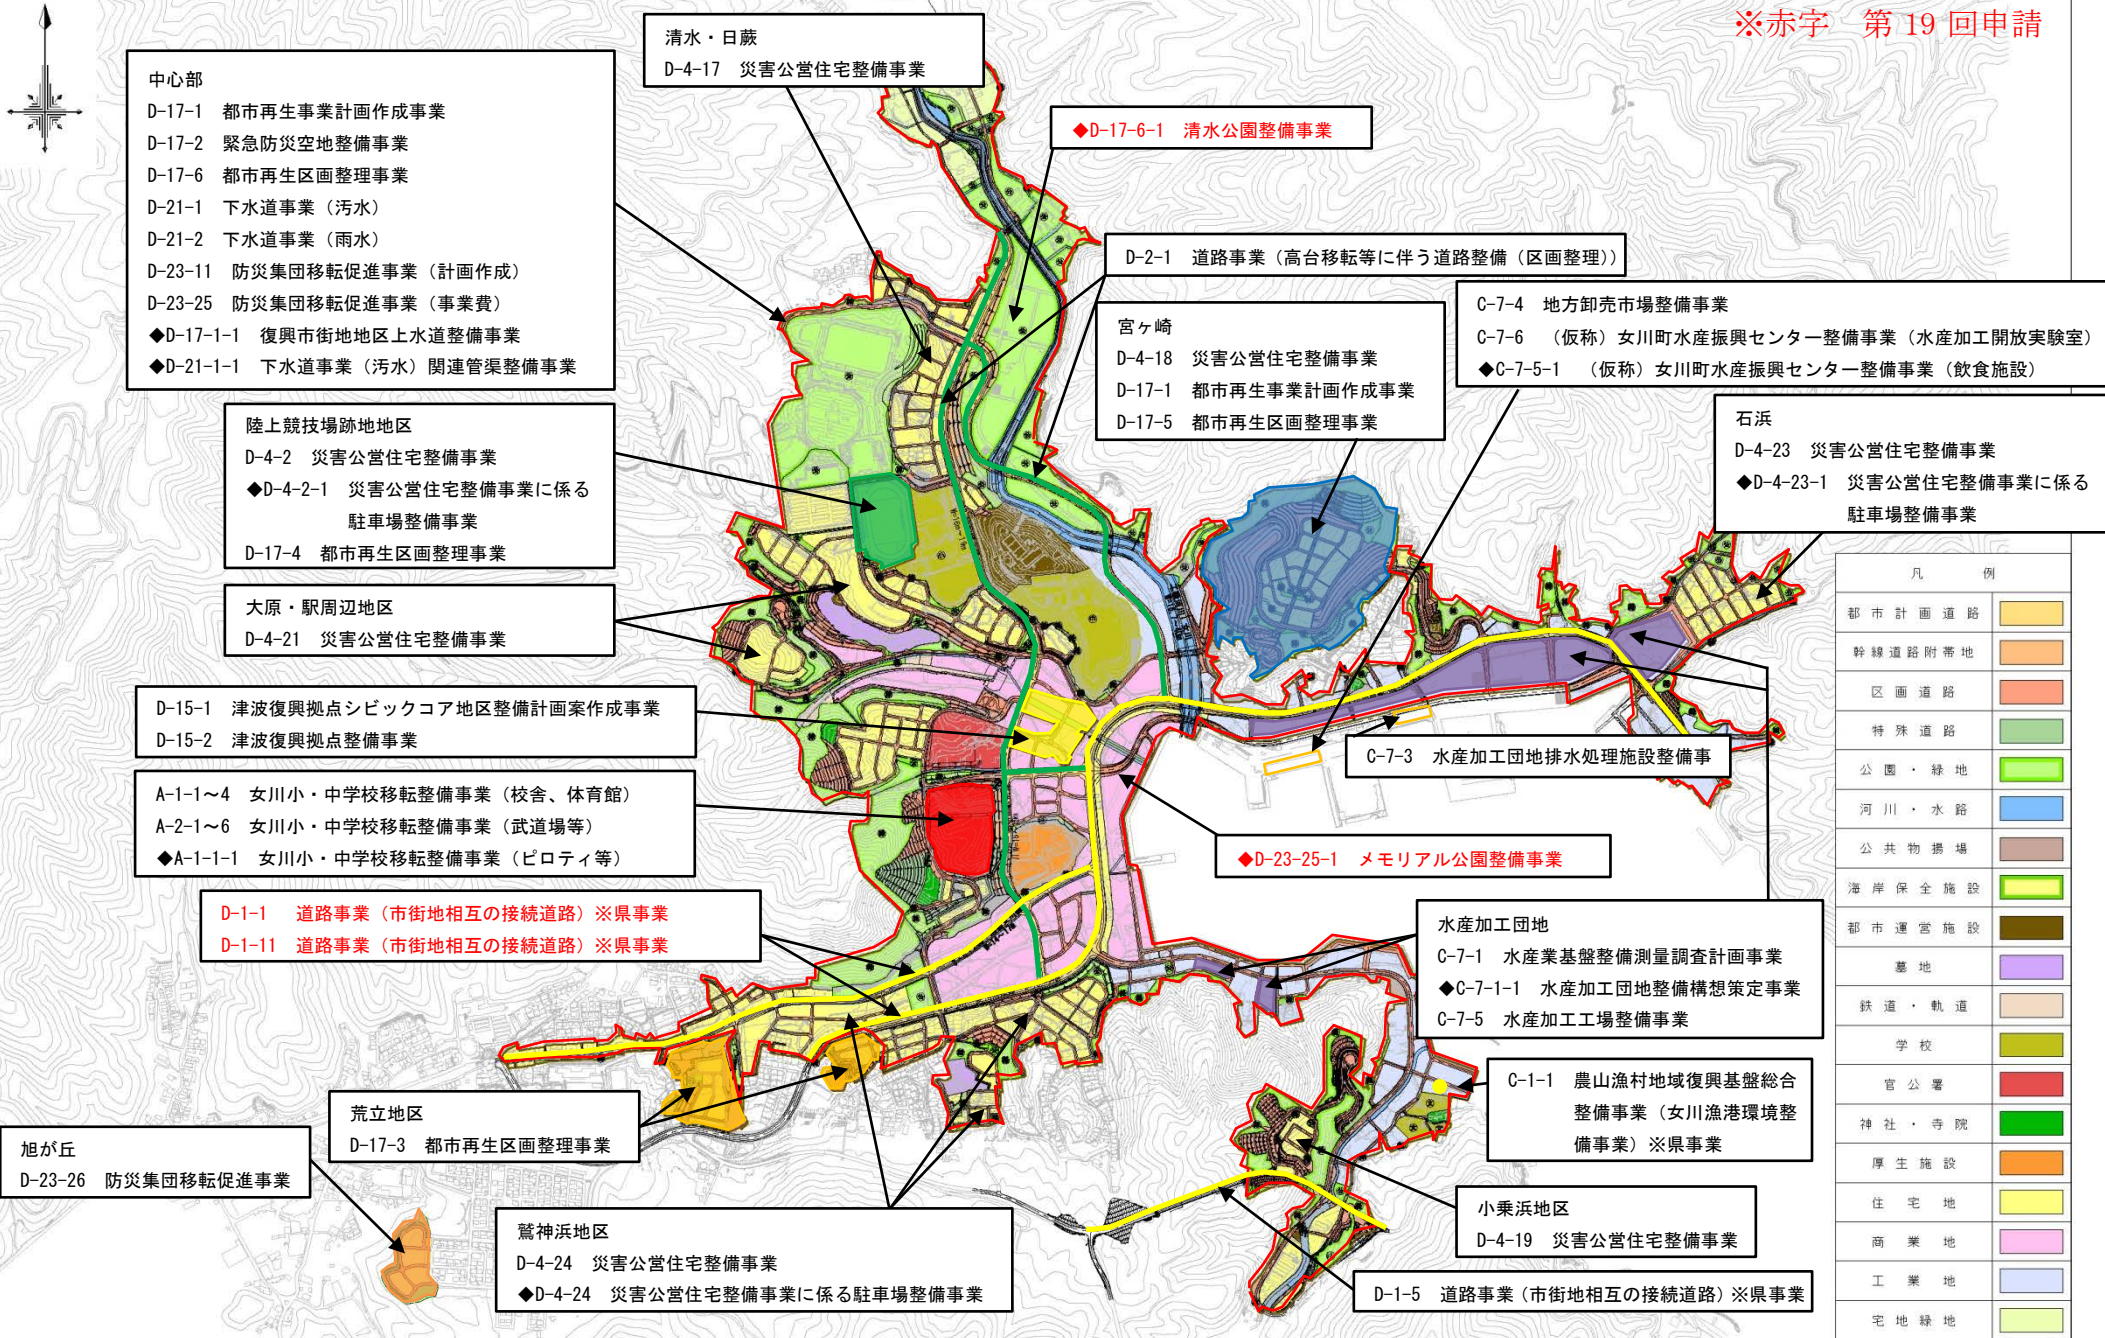 ※赤字　第 19 回申請
清水・日蕨
D-4-17　災害公営住宅整備事業
中心部
D-17-1　都市再生事業計画作成事業
D-17-2　緊急防災空地整備事業
D-17-6　都市再生区画整理事業
D-21-1　下水道事業（汚水）
D-21-2　下水道事業（雨水）
D-23-11　防災集団移転促進事業（計画作成）
D-23-25　防災集団移転促進事業（事業費）
◆D-17-1-1　復興市街地地区上水道整備事業
◆D-21-1-1　下水道事業（汚水）関連管渠整備事業
◆D-17-6-1　清水公園整備事業
D-2-1　道路事業（高台移転等に伴う道路整備（区画整理））
宮ヶ崎
D-4-18　災害公営住宅整備事業
D-17-1　都市再生事業計画作成事業
D-17-5　都市再生区画整理事業
C-7-4　地方卸売市場整備事業
C-7-6　（仮称）女川町水産振興センター整備事業（水産加工開放実験室）
◆C-7-5-1　（仮称）女川町水産振興センター整備事業（飲食施設）
石浜
D-4-23　災害公営住宅整備事業
◆D-4-23-1　災害公営住宅整備事業に係る
駐車場整備事業
陸上競技場跡地地区
D-4-2　災害公営住宅整備事業
◆D-4-2-1　災害公営住宅整備事業に係る
駐車場整備事業
D-17-4　都市再生区画整理事業
大原・駅周辺地区
D-4-21　災害公営住宅整備事業
D-15-1　津波復興拠点シビックコア地区整備計画案作成事業
D-15-2　津波復興拠点整備事業
C-7-3　水産加工団地排水処理施設整備事
A-1-1～4　女川小・中学校移転整備事業（校舎、体育館）
A-2-1～6　女川小・中学校移転整備事業（武道場等）
◆A-1-1-1　女川小・中学校移転整備事業（ピロティ等）
◆D-23-25-1　メモリアル公園整備事業
D-1-1　道路事業（市街地相互の接続道路）※県事業
D-1-11　道路事業（市街地相互の接続道路）※県事業
水産加工団地
C-7-1　水産業基盤整備測量調査計画事業
◆C-7-1-1　水産加工団地整備構想策定事業
C-7-5　水産加工工場整備事業
C-1-1　農山漁村地域復興基盤総合
整備事業（女川漁港環境整
備事業）※県事業
荒立地区
D-17-3　都市再生区画整理事業
旭が丘
D-23-26　防災集団移転促進事業
鷲神浜地区
D-4-24　災害公営住宅整備事業
◆D-4-24　災害公営住宅整備事業に係る駐車場整備事業
小乗浜地区
D-4-19　災害公営住宅整備事業
D-1-5　道路事業（市街地相互の接続道路）※県事業
凡　例
都市計画道路
幹線道路附帯地
区画道路
特殊道路
公園・緑地
河川・水路
公共物揚場
海岸保全施設
都市運営施設
墓地
鉄道・軌道
学校
官公署
神社・寺院
厚生施設
住宅地
商業地
工業地
宅地緑地